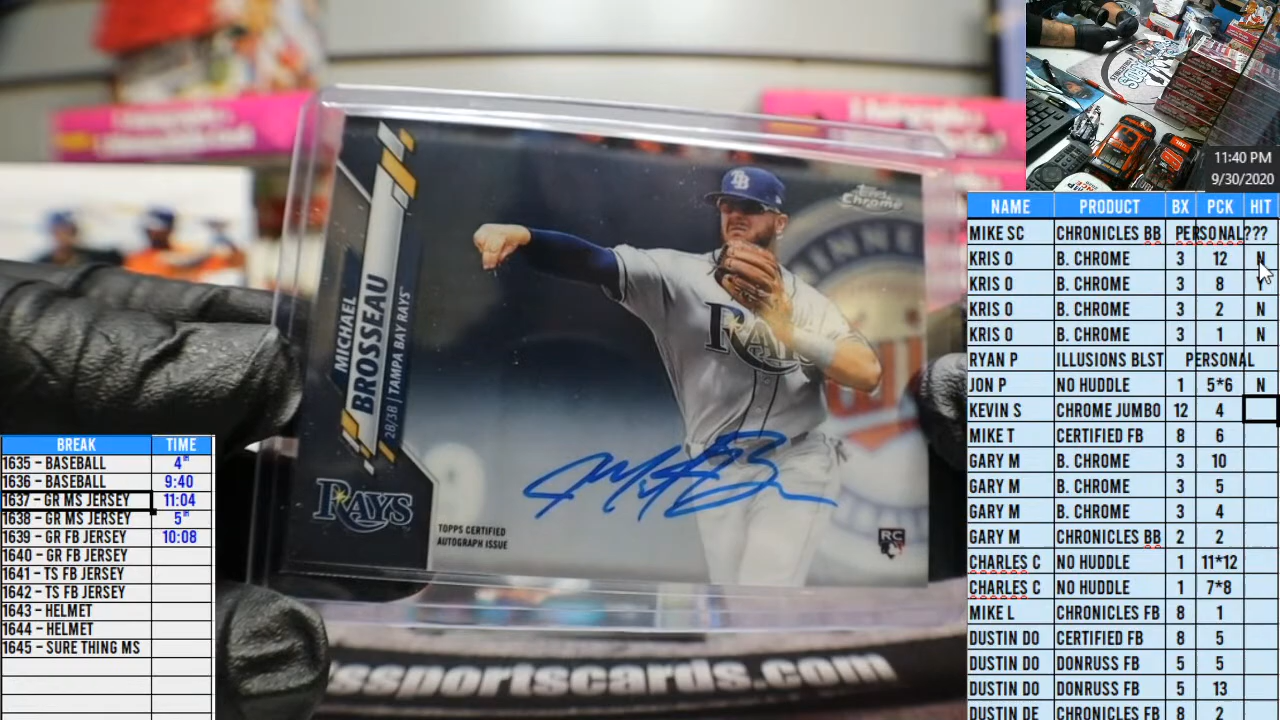 11:40 PM
9/30/2020
TB
Topps
Chrome
MICHAEL
BROSSEAU
2B/3B | TAMPA BAY RAYS™
RAYS
RAYS
9
TOPPS CERTIFIED
AUTOGRAPH ISSUE
RC
ssportscards.com
BREAK TIME
1635 – BASEBALL 4th
1636 – BASEBALL 9:40
1637 – GR MS JERSEY 11:04
1638 – GR MS JERSEY 5th
1639 – GR FB JERSEY 10:08
1640 – GR FB JERSEY
1641 – TS FB JERSEY
1642 – TS FB JERSEY
1643 – HELMET
1644 – HELMET
1645 – SURE THING MS
NAME PRODUCT BX PCK HIT
MIKE SC CHRONICLES BB PERSONAL???
KRIS O B. CHROME 3 12 N
KRIS O B. CHROME 3 8 Y
KRIS O B. CHROME 3 2 N
KRIS O B. CHROME 3 1 N
RYAN P ILLUSIONS BLST PERSONAL
JON P NO HUDDLE 1 5*6 N
KEVIN S CHROME JUMBO 12 4
MIKE T CERTIFIED FB 8 6
GARY M B. CHROME 3 10
GARY M B. CHROME 3 5
GARY M B. CHROME 3 4
GARY M CHRONICLES BB 2 2
CHARLES C NO HUDDLE 1 11*12
CHARLES C NO HUDDLE 1 7*8
MIKE L CHRONICLES FB 8 1
DUSTIN DO CERTIFIED FB 8 5
DUSTIN DO DONRUSS FB 5 5
DUSTIN DO DONRUSS FB 5 13
DUSTIN DE CHRONICLES FB 8 2